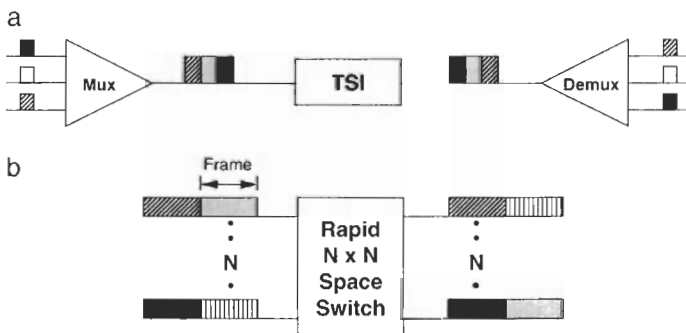 a
Mux
TSI
Demux
b
Frame
N
Rapid
N x N
Space
Switch
N